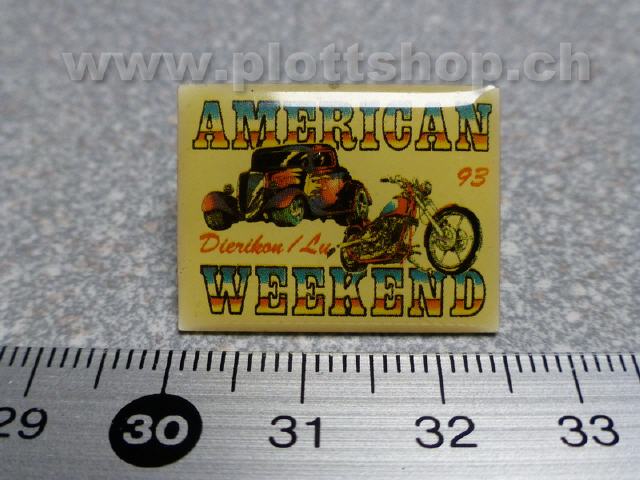 www.plottshop.ch
AMERICAN
93
Dierikon / Lu
WEEKEND
29 30 31 32 33